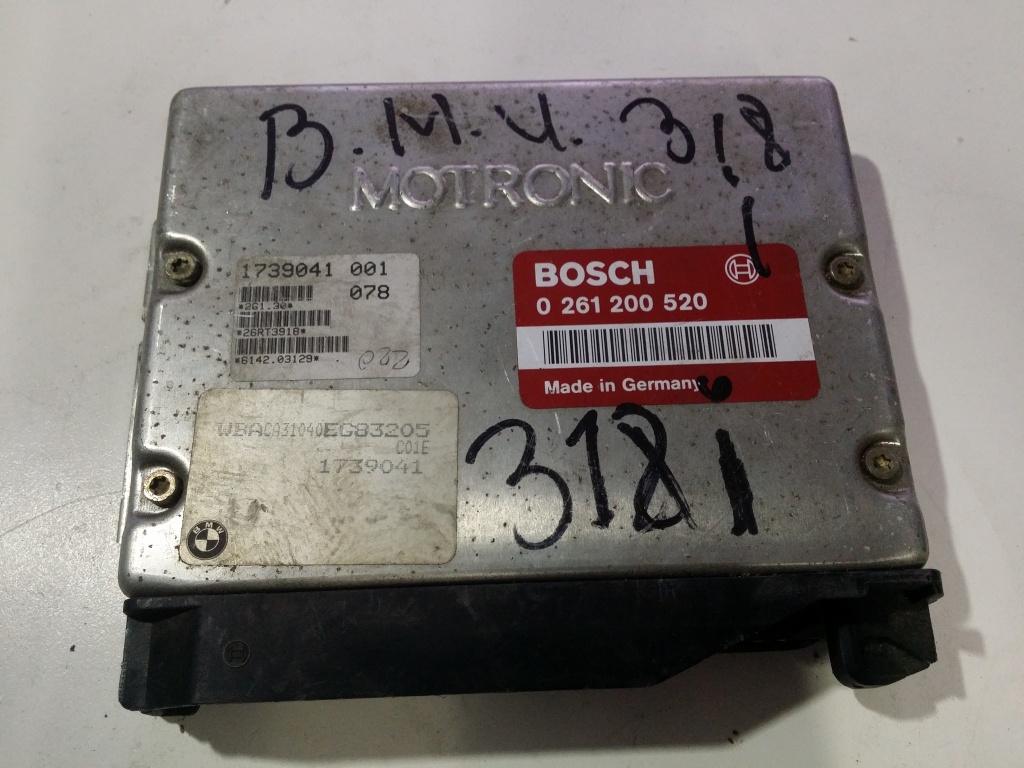 B.M.W. 318
i
MOTRONIC
1739041 001
078
*261.30*
*26RT3918*
*6142.03129*
BOSCH
0 261 200 520
Made in Germany
WBACA31040EG83205
C01E
1739041
BMW
318i